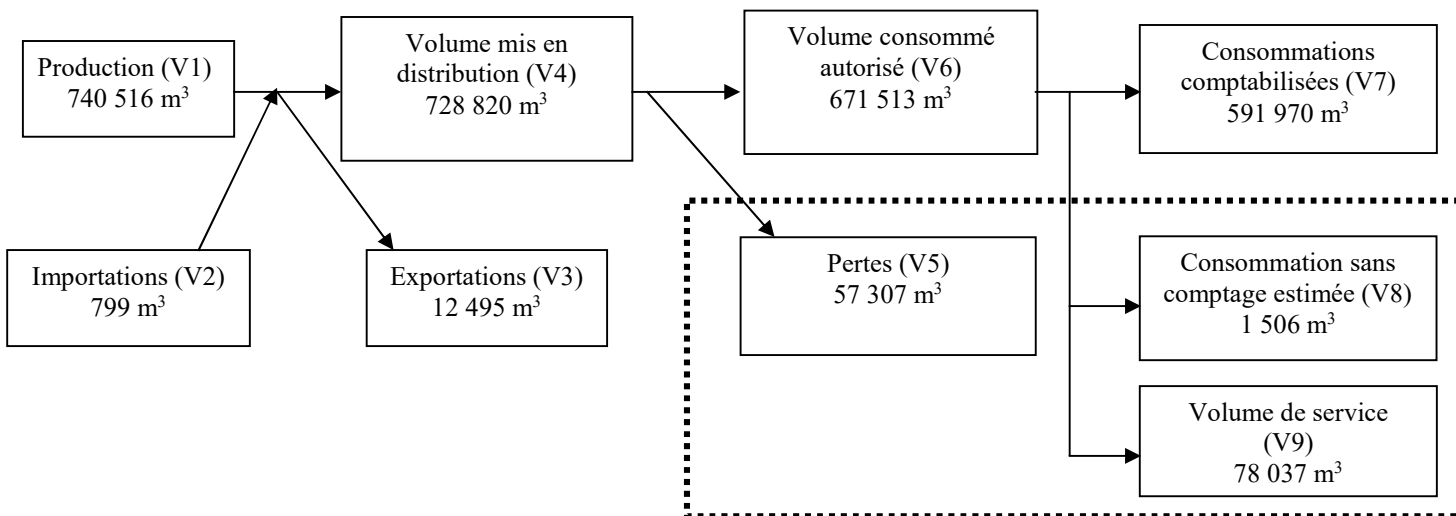 Production (V1)
740 516 m³
Volume mis en
distribution (V4)
728 820 m³
Volume consommé
autorisé (V6)
671 513 m³
Consommations
comptabilisées (V7)
591 970 m³
Importations (V2)
799 m³
Exportations (V3)
12 495 m³
Pertes (V5)
57 307 m³
Consommation sans
comptage estimée (V8)
1 506 m³
Volume de service
(V9)
78 037 m³